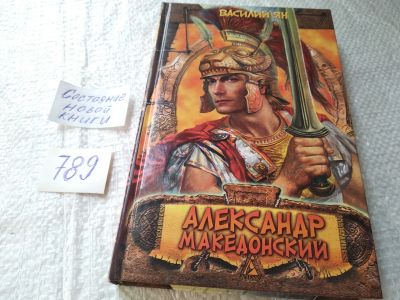 ВАСИЛИЙ ЯН
Состояние
новой
книги
789
АЛЕКСАНДР
МАКЕДОНСКИЙ